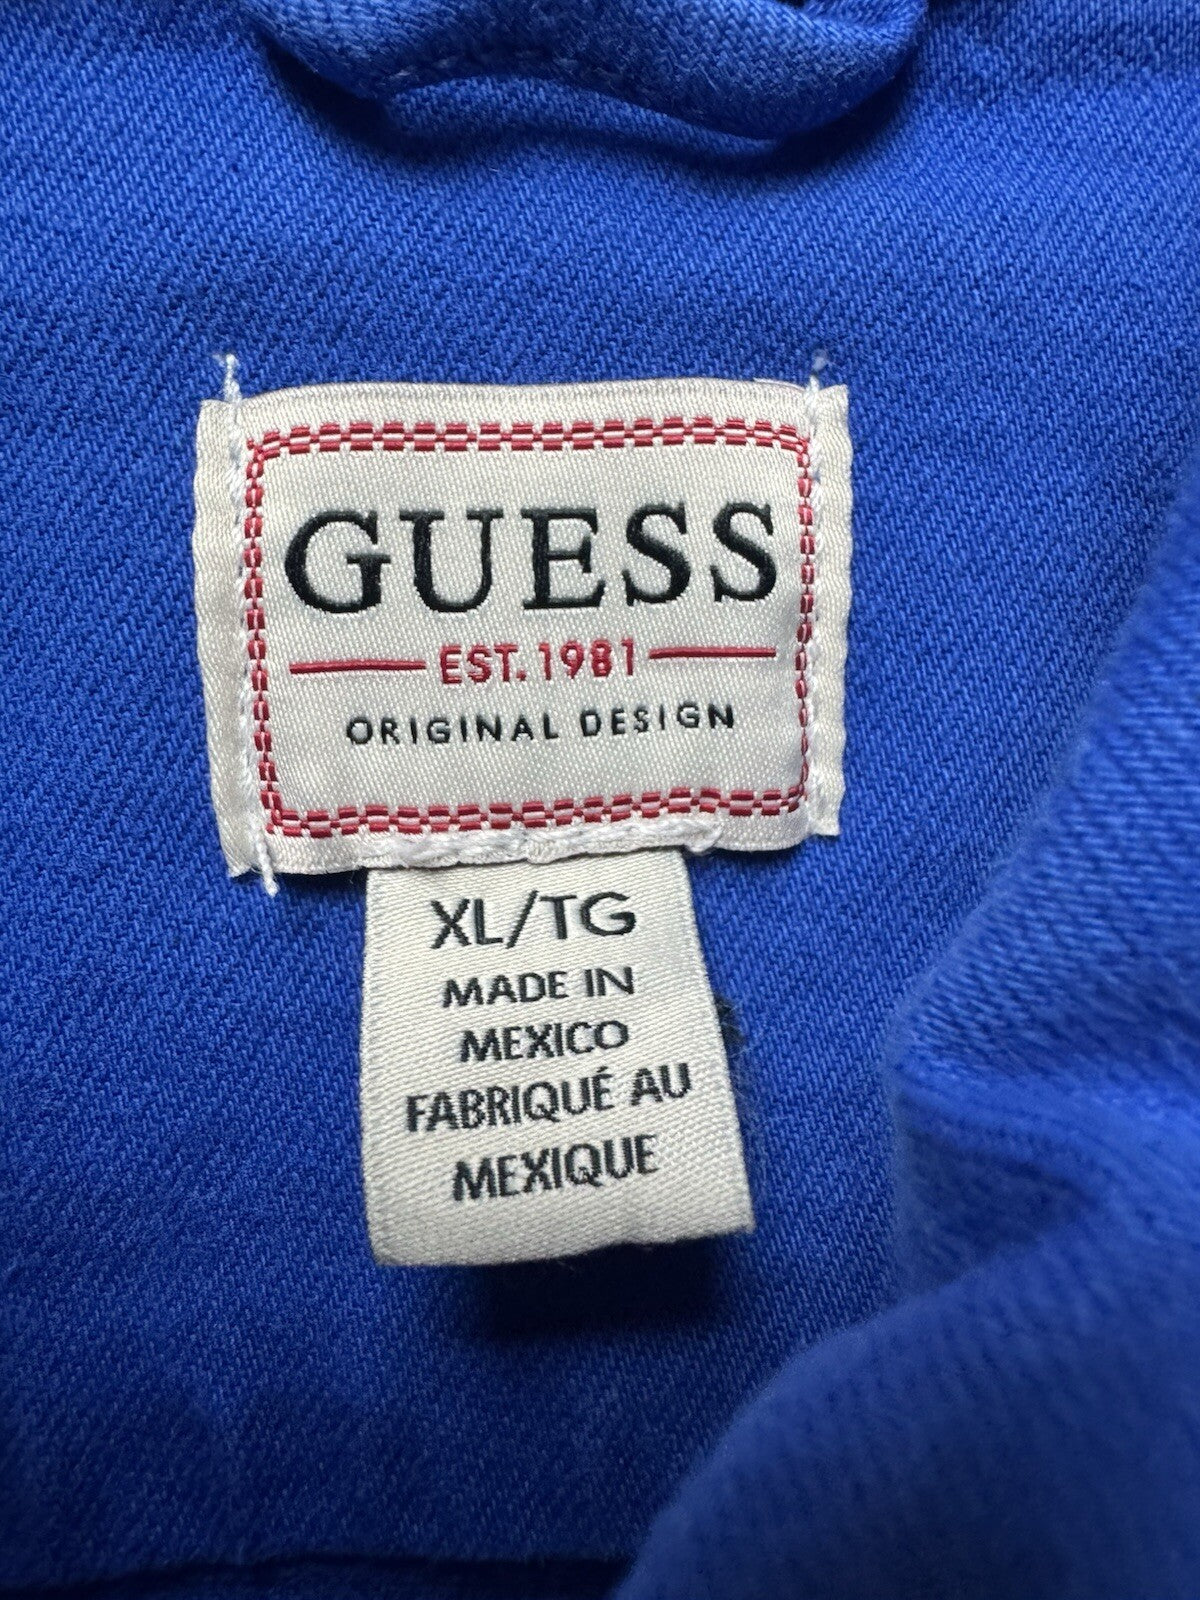 GUESS
EST. 1981
ORIGINAL DESIGN
XL/TG
MADE IN
MEXICO
FABRIQUÉ AU
MEXIQUE